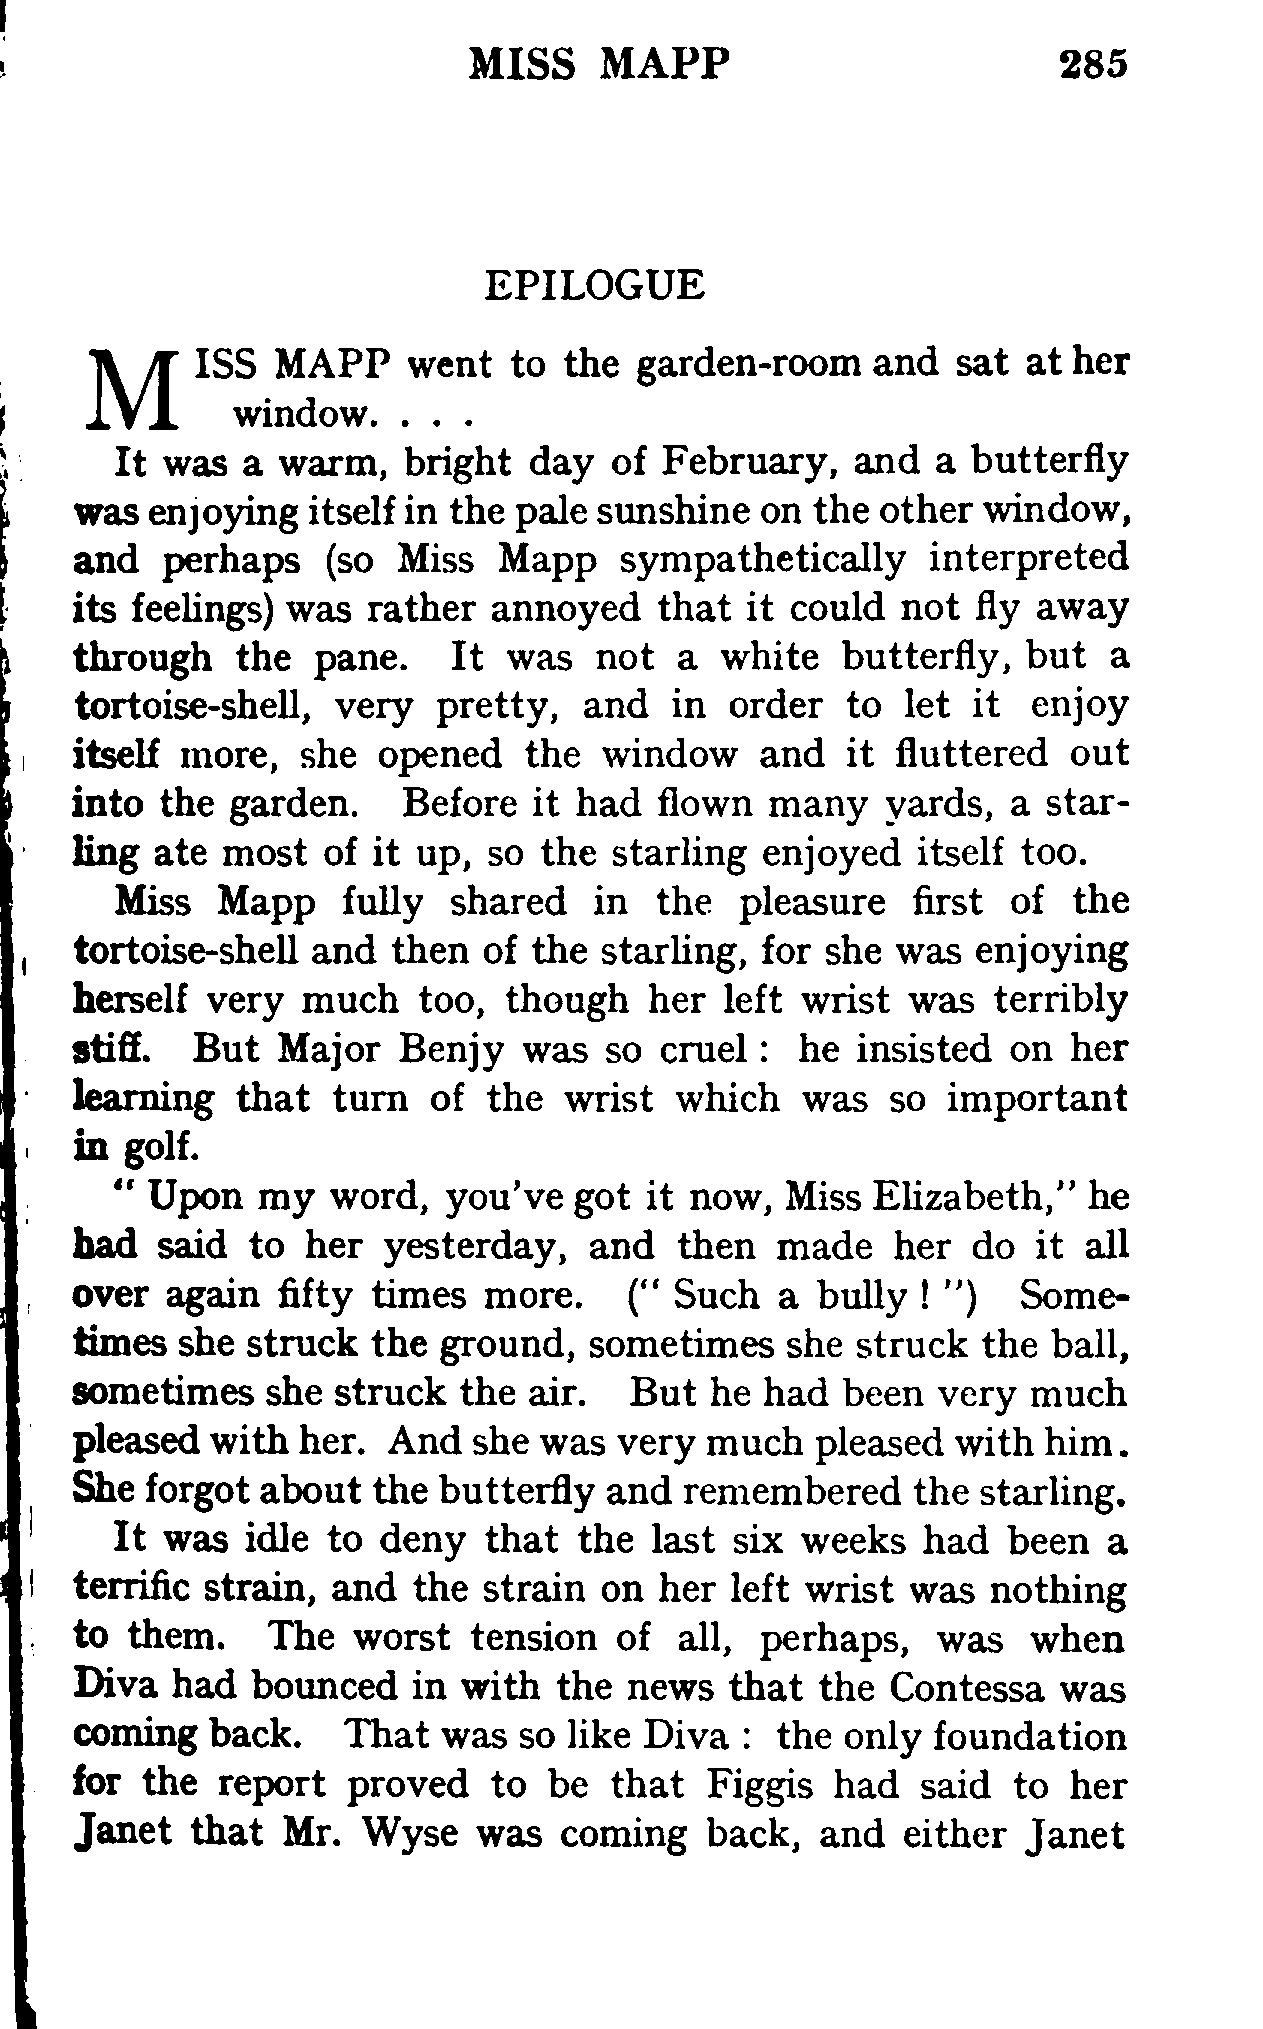 MISS MAPP 285
EPILOGUE
MISS MAPP went to the garden-room and sat at her
window. . . .
It was a warm, bright day of February, and a butterfly
was enjoying itself in the pale sunshine on the other window,
and perhaps (so Miss Mapp sympathetically interpreted
its feelings) was rather annoyed that it could not fly away
through the pane. It was not a white butterfly, but a
tortoise-shell, very pretty, and in order to let it enjoy
itself more, she opened the window and it fluttered out
into the garden. Before it had flown many yards, a star-
ling ate most of it up, so the starling enjoyed itself too.
Miss Mapp fully shared in the pleasure first of the
tortoise-shell and then of the starling, for she was enjoying
herself very much too, though her left wrist was terribly
stiff. But Major Benjy was so cruel : he insisted on her
learning that turn of the wrist which was so important
in golf.
" Upon my word, you've got it now, Miss Elizabeth," he
had said to her yesterday, and then made her do it all
over again fifty times more. (" Such a bully ! ") Some-
times she struck the ground, sometimes she struck the ball,
sometimes she struck the air. But he had been very much
pleased with her. And she was very much pleased with him.
She forgot about the butterfly and remembered the starling.
It was idle to deny that the last six weeks had been a
terrific strain, and the strain on her left wrist was nothing
to them. The worst tension of all, perhaps, was when
Diva had bounced in with the news that the Contessa was
coming back. That was so like Diva : the only foundation
for the report proved to be that Figgis had said to her
Janet that Mr. Wyse was coming back, and either Janet